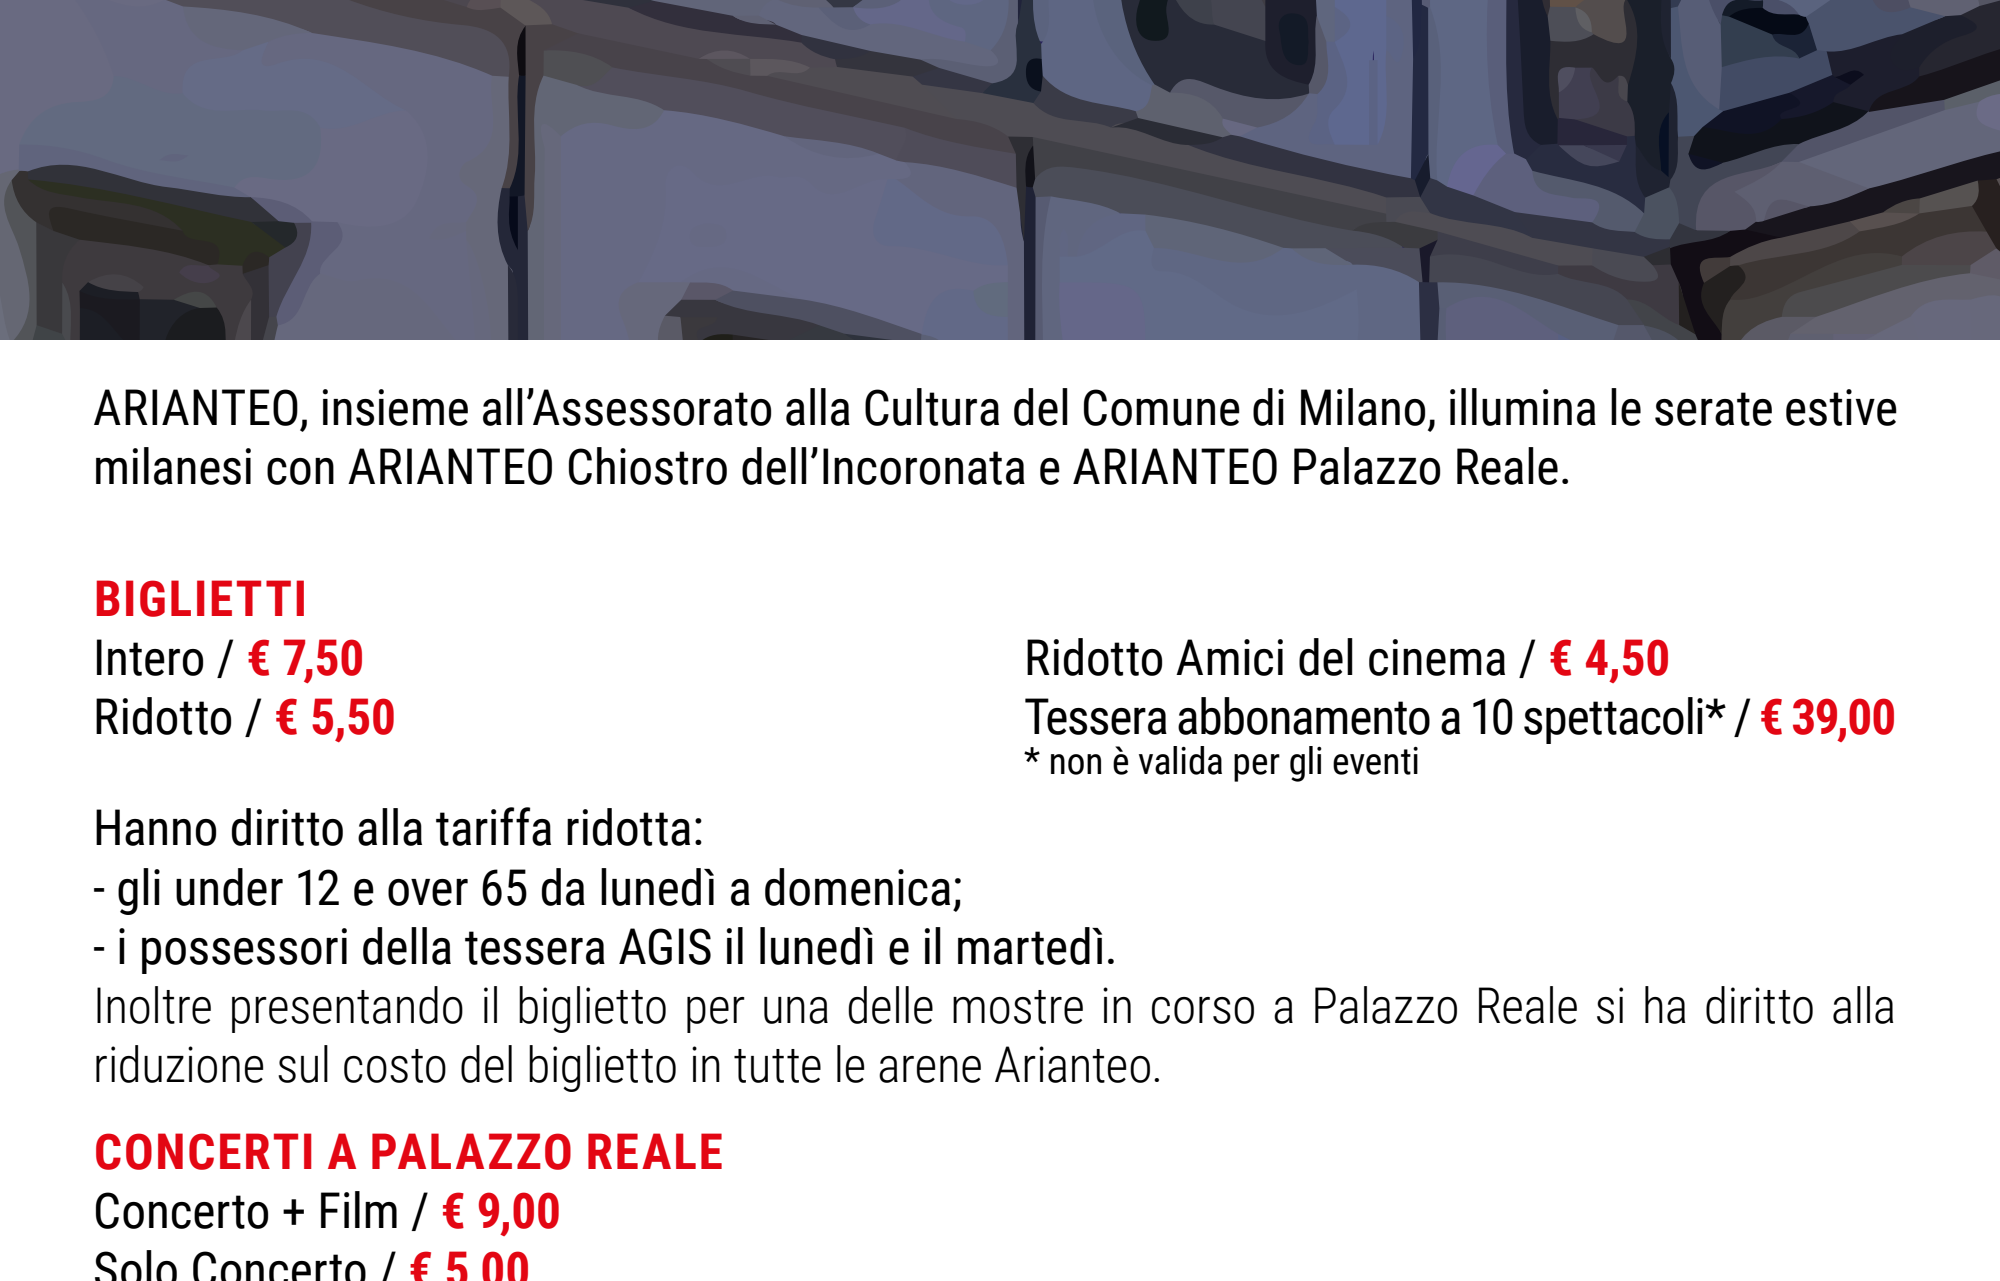 ARIANTEO, insieme all’Assessorato alla Cultura del Comune di Milano, illumina le serate estive
milanesi con ARIANTEO Chiostro dell’Incoronata e ARIANTEO Palazzo Reale.
BIGLIETTI
Intero / € 7,50
Ridotto / € 5,50
Ridotto Amici del cinema / € 4,50
Tessera abbonamento a 10 spettacoli* / € 39,00
* non è valida per gli eventi
Hanno diritto alla tariffa ridotta:
- gli under 12 e over 65 da lunedì a domenica;
- i possessori della tessera AGIS il lunedì e il martedì.
Inoltre presentando il biglietto per una delle mostre in corso a Palazzo Reale si ha diritto alla
riduzione sul costo del biglietto in tutte le arene Arianteo.
CONCERTI A PALAZZO REALE
Concerto + Film / € 9,00
Solo Concerto / € 5,00